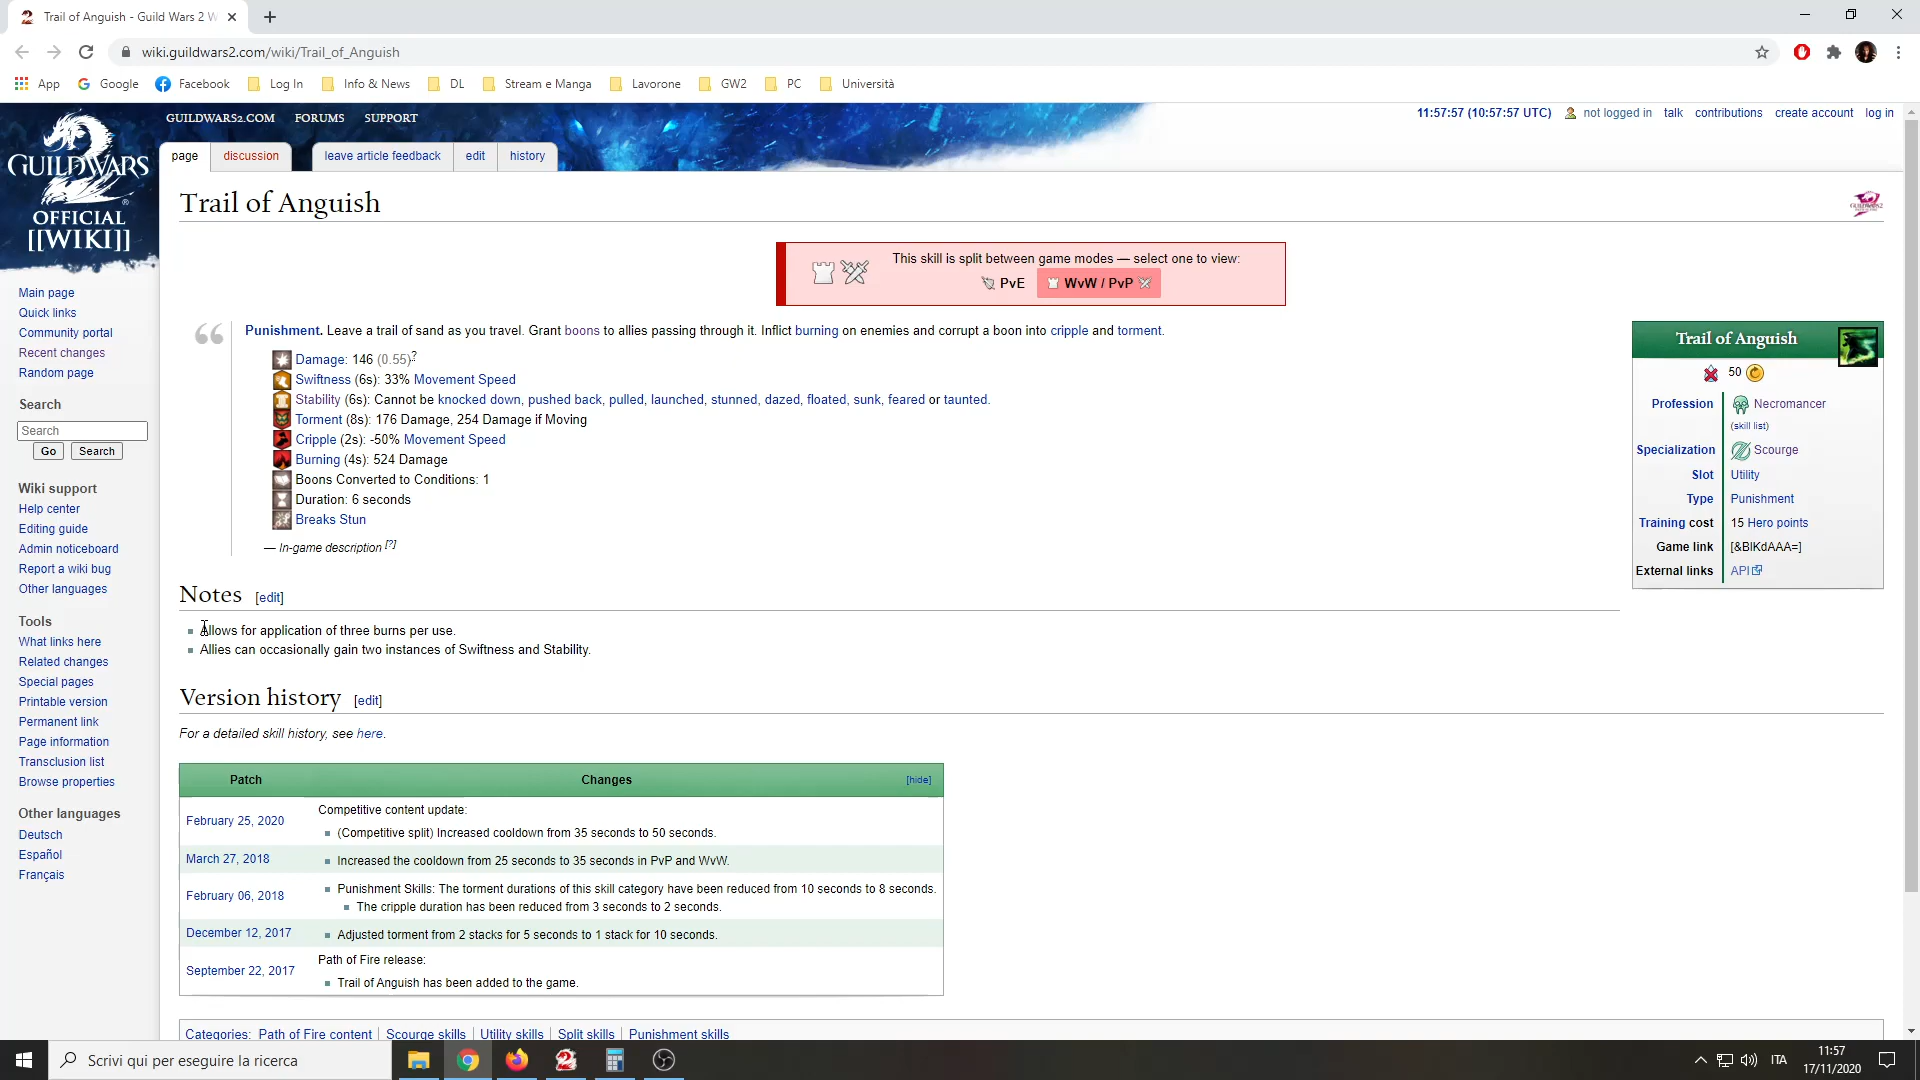 Trail of Anguish - Guild Wars 2 W
wiki.guildwars2.com/wiki/Trail_of_Anguish
App Google Facebook Log In Info & News DL Stream e Manga Lavorone GW2 PC Università
GUILDWARS2.COM FORUMS SUPPORT
11:57:57 (10:57:57 UTC) not logged in talk contributions create account log in
page discussion leave article feedback edit history
GUILDWARS
OFFICIAL
[[WIKI]]
Main page
Quick links
Community portal
Recent changes
Random page
Search
Search
Go Search
Wiki support
Help center
Editing guide
Admin noticeboard
Report a wiki bug
Other languages
Tools
What links here
Related changes
Special pages
Printable version
Permanent link
Page information
Transclusion list
Browse properties
Other languages
Deutsch
Español
Français
Trail of Anguish
This skill is split between game modes — select one to view:
PvE WvW / PvP
Punishment. Leave a trail of sand as you travel. Grant boons to allies passing through it. Inflict burning on enemies and corrupt a boon into cripple and torment.
Damage: 146 (0.55)?
Swiftness (6s): 33% Movement Speed
Stability (6s): Cannot be knocked down, pushed back, pulled, launched, stunned, dazed, floated, sunk, feared or taunted.
Torment (8s): 176 Damage, 254 Damage if Moving
Cripple (2s): -50% Movement Speed
Burning (4s): 524 Damage
Boons Converted to Conditions: 1
Duration: 6 seconds
Breaks Stun
— In-game description [?]
Trail of Anguish
50
Profession Necromancer
(skill list)
Specialization Scourge
Slot Utility
Type Punishment
Training cost 15 Hero points
Game link [&BIKdAAA=]
External links API
Notes [edit]
Allows for application of three burns per use.
Allies can occasionally gain two instances of Swiftness and Stability.
Version history [edit]
For a detailed skill history, see here.
Patch Changes [hide]
February 25, 2020 Competitive content update:
(Competitive split) Increased cooldown from 35 seconds to 50 seconds.
March 27, 2018 Increased the cooldown from 25 seconds to 35 seconds in PvP and WvW.
February 06, 2018 Punishment Skills: The torment durations of this skill category have been reduced from 10 seconds to 8 seconds.
The cripple duration has been reduced from 3 seconds to 2 seconds.
December 12, 2017 Adjusted torment from 2 stacks for 5 seconds to 1 stack for 10 seconds.
September 22, 2017 Path of Fire release:
Trail of Anguish has been added to the game.
Categories: Path of Fire content Scourge skills Utility skills Split skills Punishment skills
Scrivi qui per eseguire la ricerca
ITA
11:57
17/11/2020